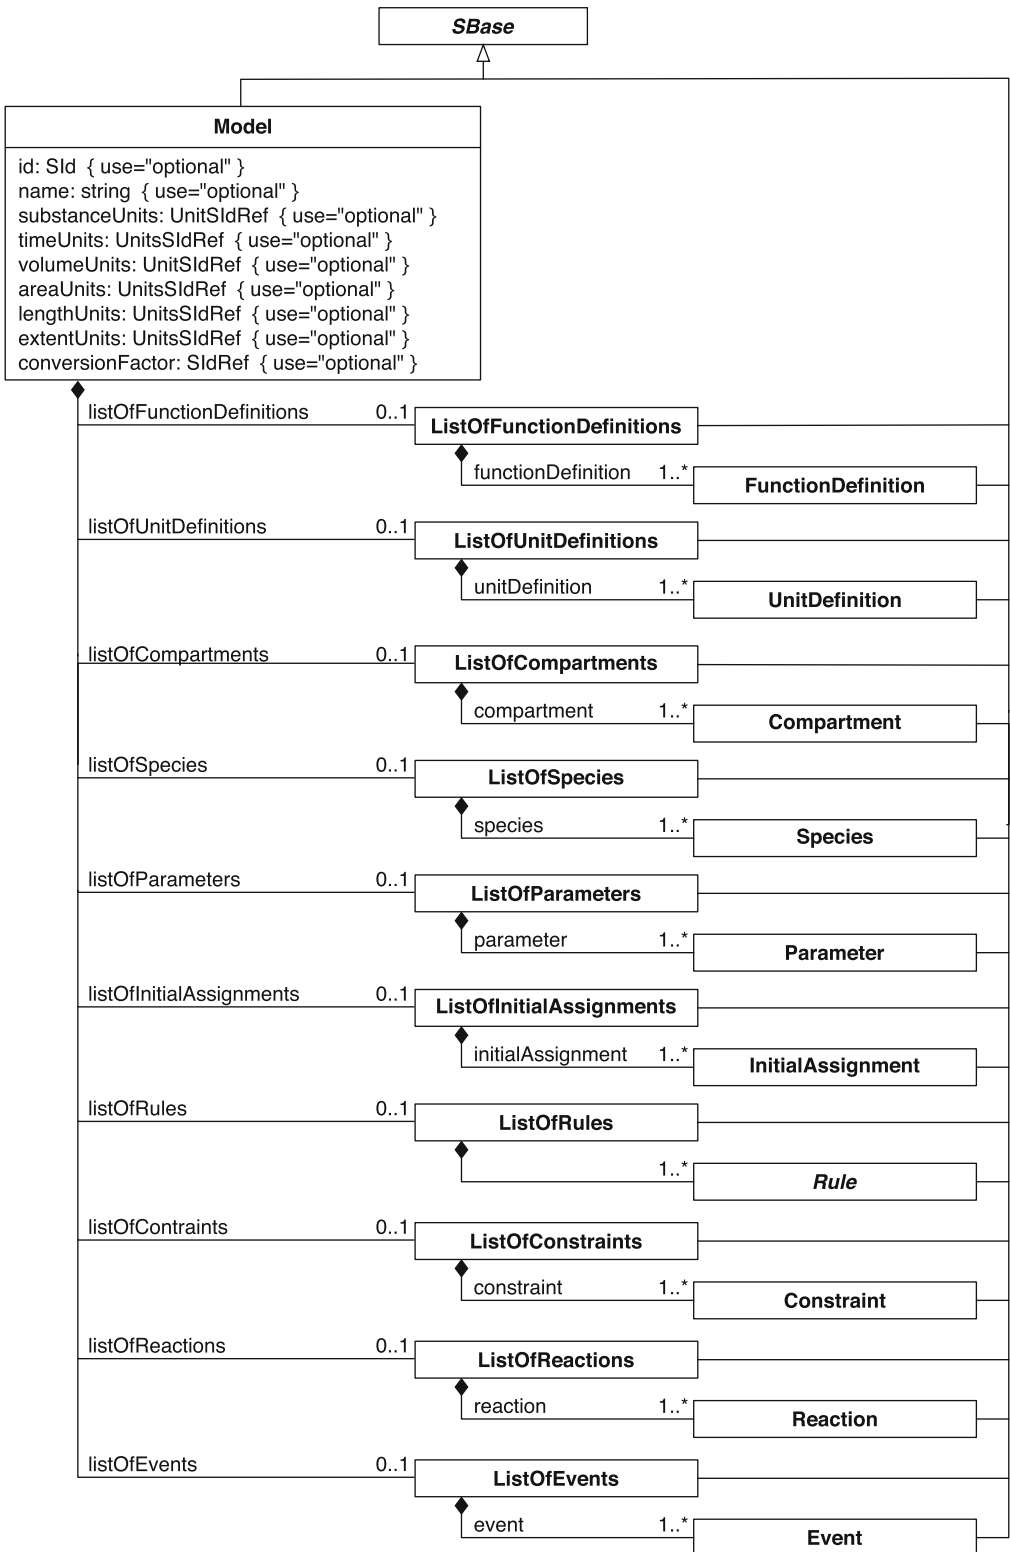 SBase
Model
id: SId { use="optional" }
name: string { use="optional" }
substanceUnits: UnitSIdRef { use="optional" }
timeUnits: UnitsSIdRef { use="optional" }
volumeUnits: UnitSIdRef { use="optional" }
areaUnits: UnitsSIdRef { use="optional" }
lengthUnits: UnitsSIdRef { use="optional" }
extentUnits: UnitsSIdRef { use="optional" }
conversionFactor: SIdRef { use="optional" }
listOfFunctionDefinitions 0..1 ListOfFunctionDefinitions
functionDefinition 1..* FunctionDefinition
listOfUnitDefinitions 0..1 ListOfUnitDefinitions
unitDefinition 1..* UnitDefinition
listOfCompartments 0..1 ListOfCompartments
compartment 1..* Compartment
listOfSpecies 0..1 ListOfSpecies
species 1..* Species
listOfParameters 0..1 ListOfParameters
parameter 1..* Parameter
listOfInitialAssignments 0..1 ListOfInitialAssignments
initialAssignment 1..* InitialAssignment
listOfRules 0..1 ListOfRules
1..* Rule
listOfContraints 0..1 ListOfConstraints
constraint 1..* Constraint
listOfReactions 0..1 ListOfReactions
reaction 1..* Reaction
listOfEvents 0..1 ListOfEvents
event 1..* Event